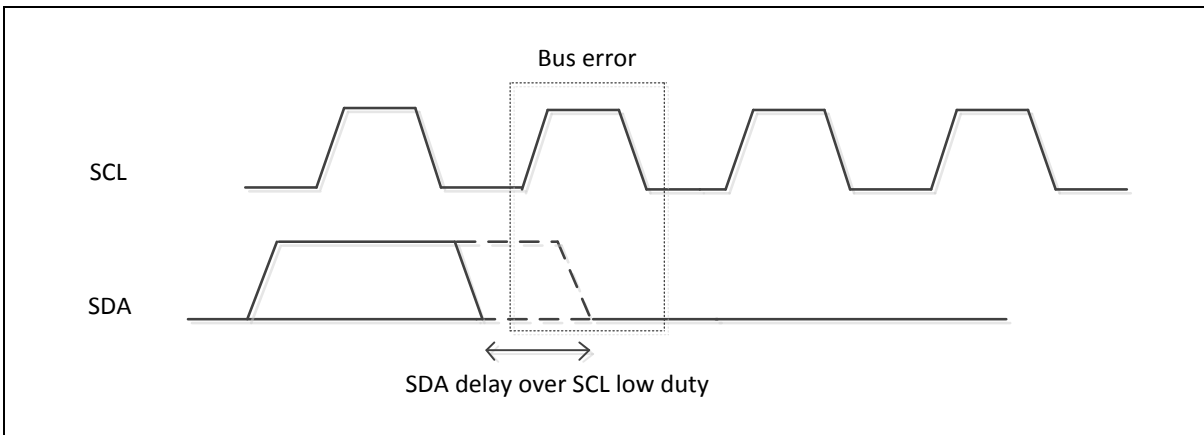 Bus error
SCL
SDA
SDA delay over SCL low duty